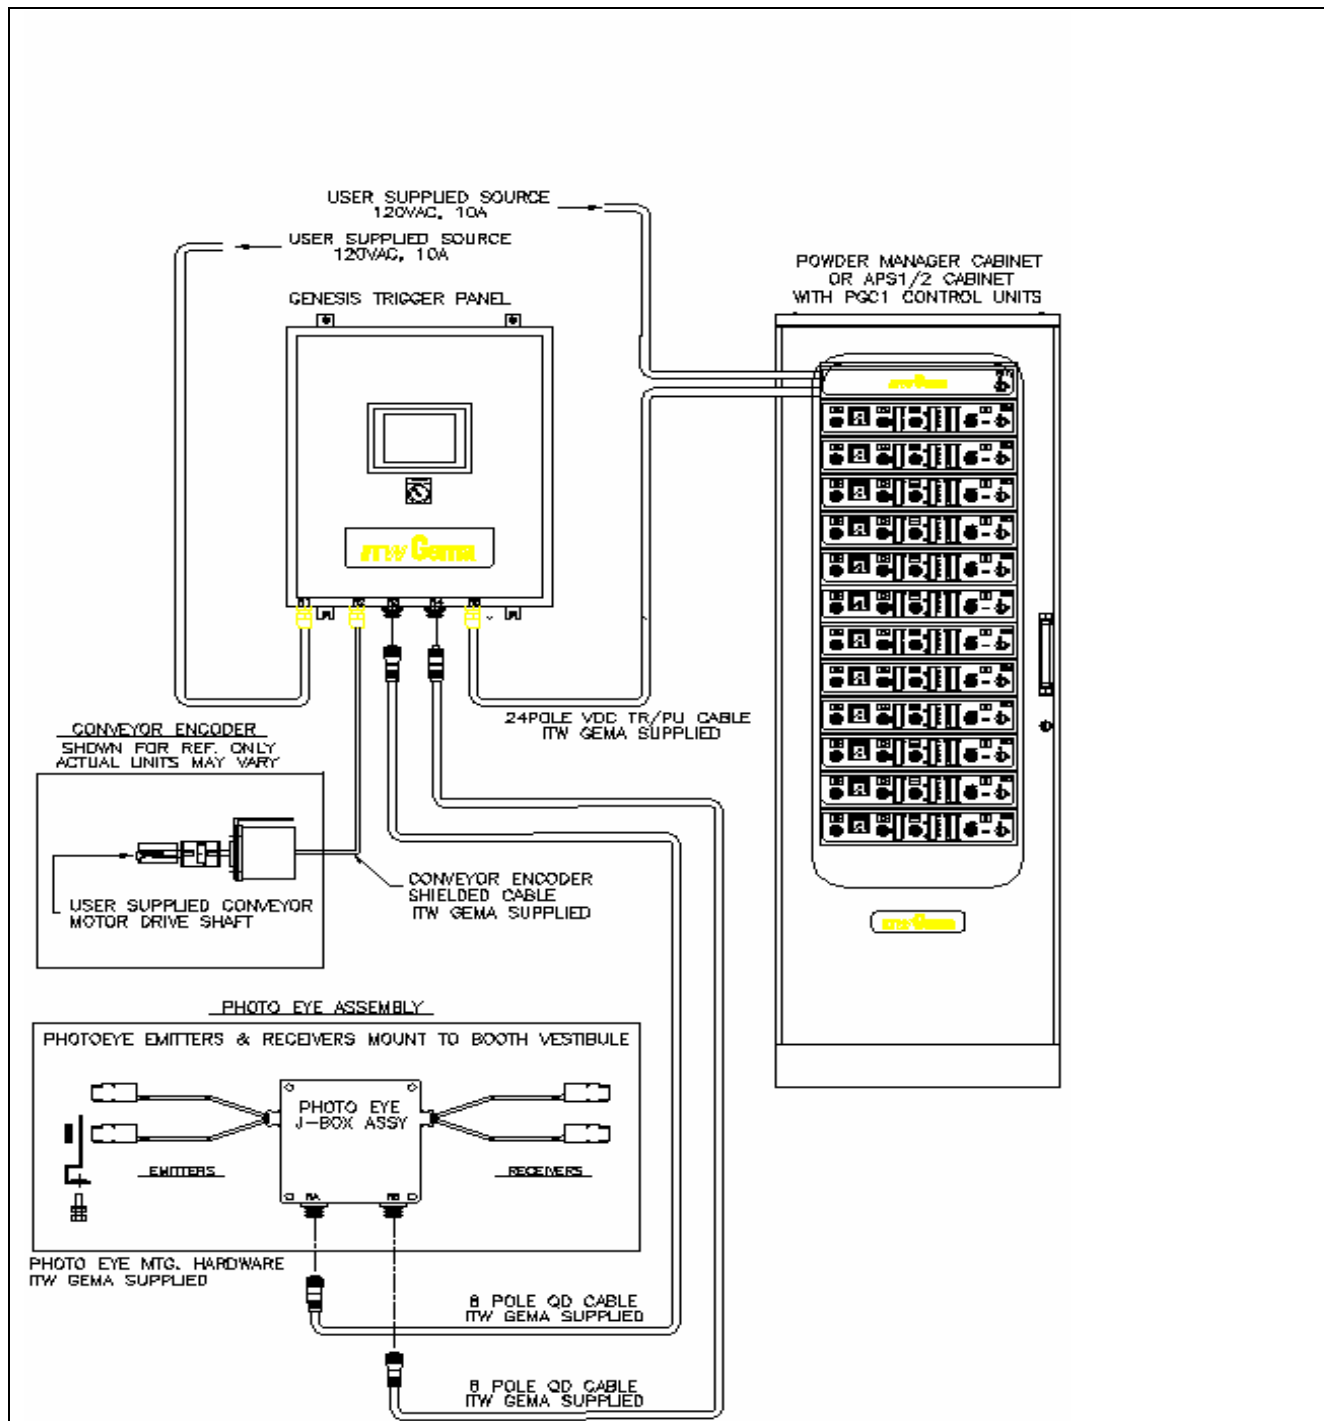 USER SUPPLIED SOURCE
120VAC, 10A
USER SUPPLIED SOURCE
120VAC, 10A
GENESIS TRIGGER PANEL
POWDER MANAGER CABINET
OR APS1/2 CABINET
WITH PGC1 CONTROL UNITS
ITW Gema
ITW Gema
24POLE VDC TR/PU CABLE
ITW GEMA SUPPLIED
CONVEYOR ENCODER
SHOWN FOR REF. ONLY
ACTUAL UNITS MAY VARY
CONVEYOR ENCODER
SHIELDED CABLE
ITW GEMA SUPPLIED
USER SUPPLIED CONVEYOR
MOTOR DRIVE SHAFT
ITW Gema
PHOTO EYE ASSEMBLY
PHOTOEYE EMITTERS & RECEIVERS MOUNT TO BOOTH VESTIBULE
PHOTO EYE
J-BOX ASSY
EMITTERS
RECEIVERS
PHOTO EYE MTG. HARDWARE
ITW GEMA SUPPLIED
8 POLE QD CABLE
ITW GEMA SUPPLIED
8 POLE QD CABLE
ITW GEMA SUPPLIED